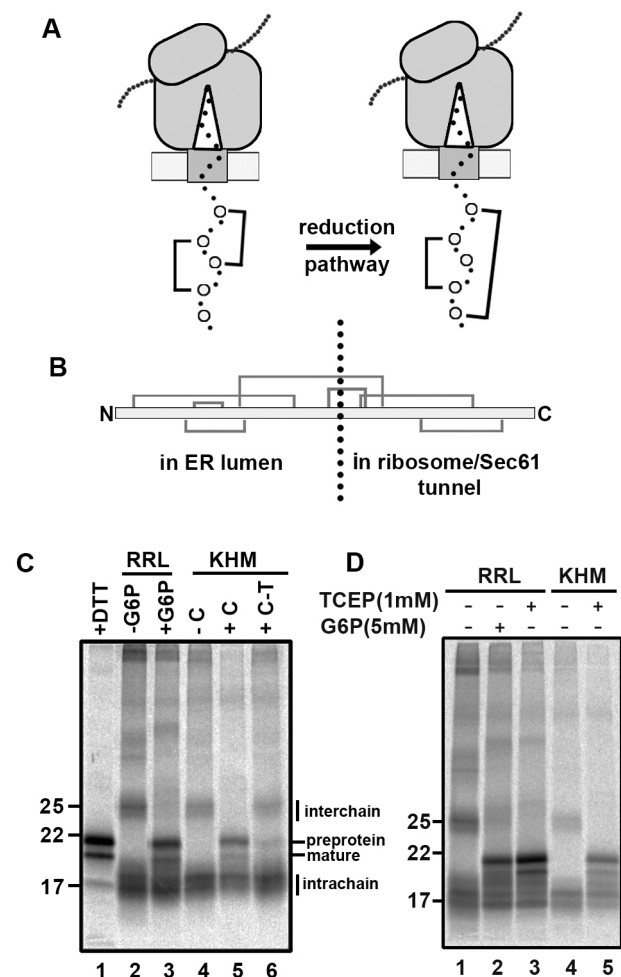 A
reduction
pathway
B
N
C
in ER lumen
in ribosome/Sec61
tunnel
C
RRL
KHM
+DTT
-G6P
+G6P
- C
+ C
+ C-T
25
22
17
interchain
preprotein
mature
intrachain
1 2 3 4 5 6
D
RRL
KHM
TCEP(1mM) - - + - +
G6P(5mM) - + - - -
25
22
17
1 2 3 4 5